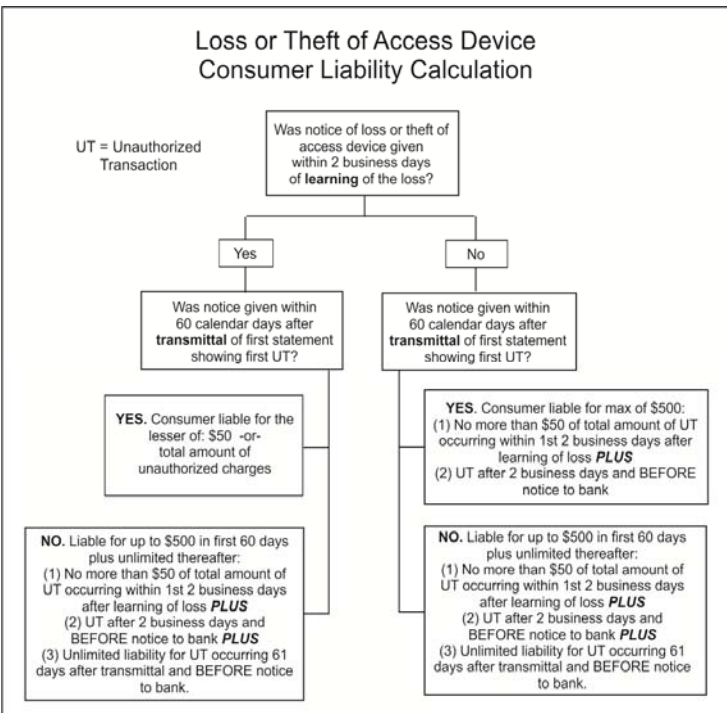 Loss or Theft of Access Device
Consumer Liability Calculation
UT = Unauthorized
Transaction
Was notice of loss or theft of
access device given
within 2 business days
of learning of the loss?
Yes
No
Was notice given within
60 calendar days after
transmittal of first statement
showing first UT?
Was notice given within
60 calendar days after
transmittal of first statement
showing first UT?
YES. Consumer liable for the
lesser of: $50 -or-
total amount of
unauthorized charges
YES. Consumer liable for max of $500:
(1) No more than $50 of total amount of UT
occurring within 1st 2 business days after
learning of loss PLUS
(2) UT after 2 business days and BEFORE
notice to bank
NO. Liable for up to $500 in first 60 days
plus unlimited thereafter:
(1) No more than $50 of total amount of
UT occurring within 1st 2 business days
after learning of loss PLUS
(2) UT after 2 business days and
BEFORE notice to bank PLUS
(3) Unlimited liability for UT occurring 61
days after transmittal and BEFORE notice
to bank.
NO. Liable for up to $500 in first 60 days
plus unlimited thereafter:
(1) No more than $50 of total amount of
UT occurring within 1st 2 business days
after learning of loss PLUS
(2) UT after 2 business days and
BEFORE notice to bank PLUS
(3) Unlimited liability for UT occurring 61
days after transmittal and BEFORE notice
to bank.